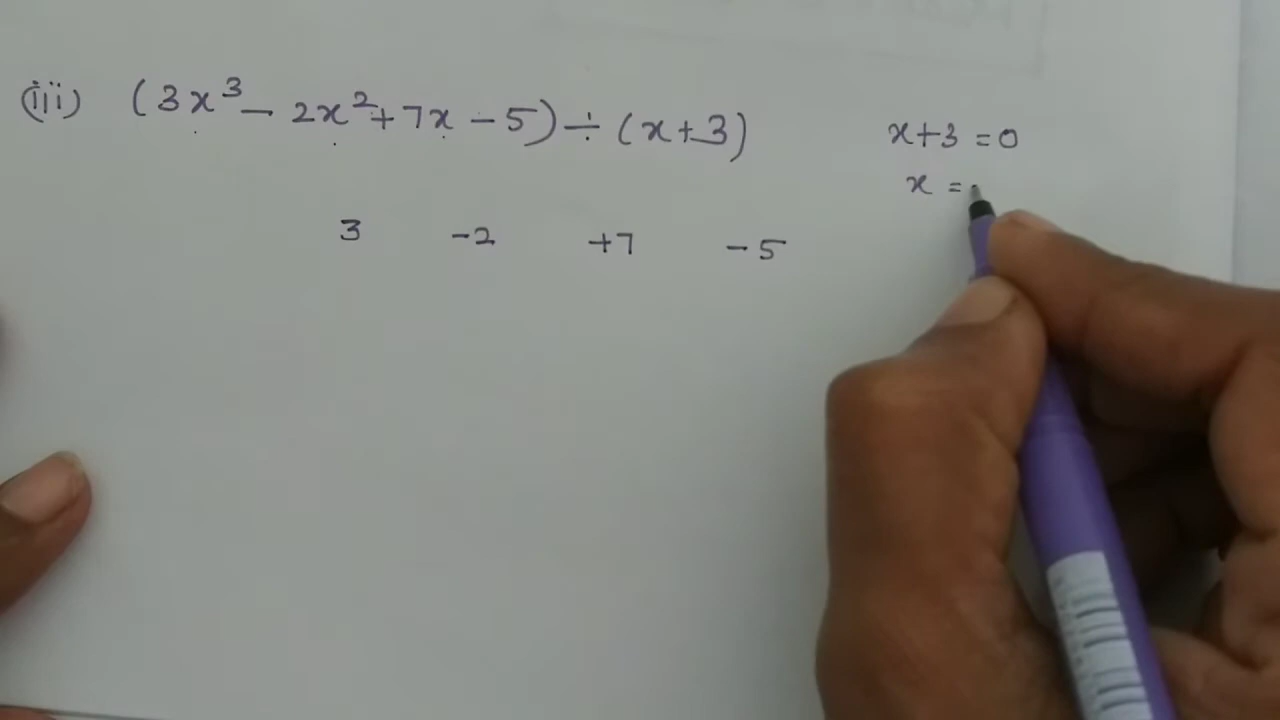 (iii) (3x³ - 2x² + 7x - 5) ÷ (x+3)
x+3 = 0
x =
3 -2 +7 -5